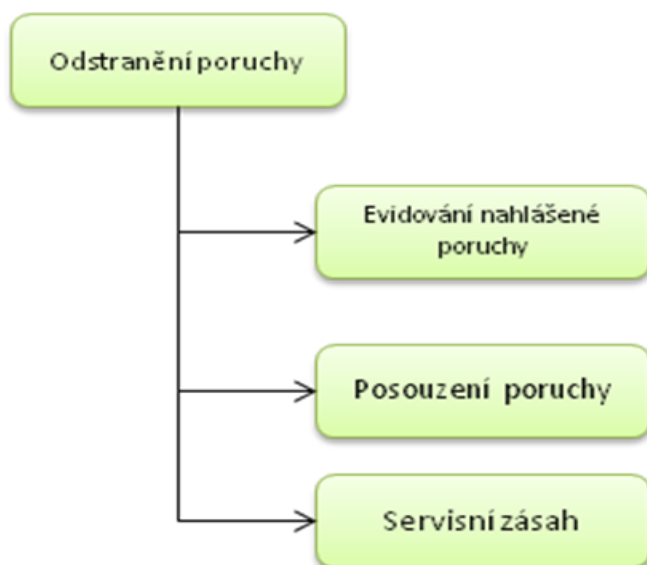 Odstranění poruchy
Evidování nahlášené
poruchy
Posouzení poruchy
Servisní zásah